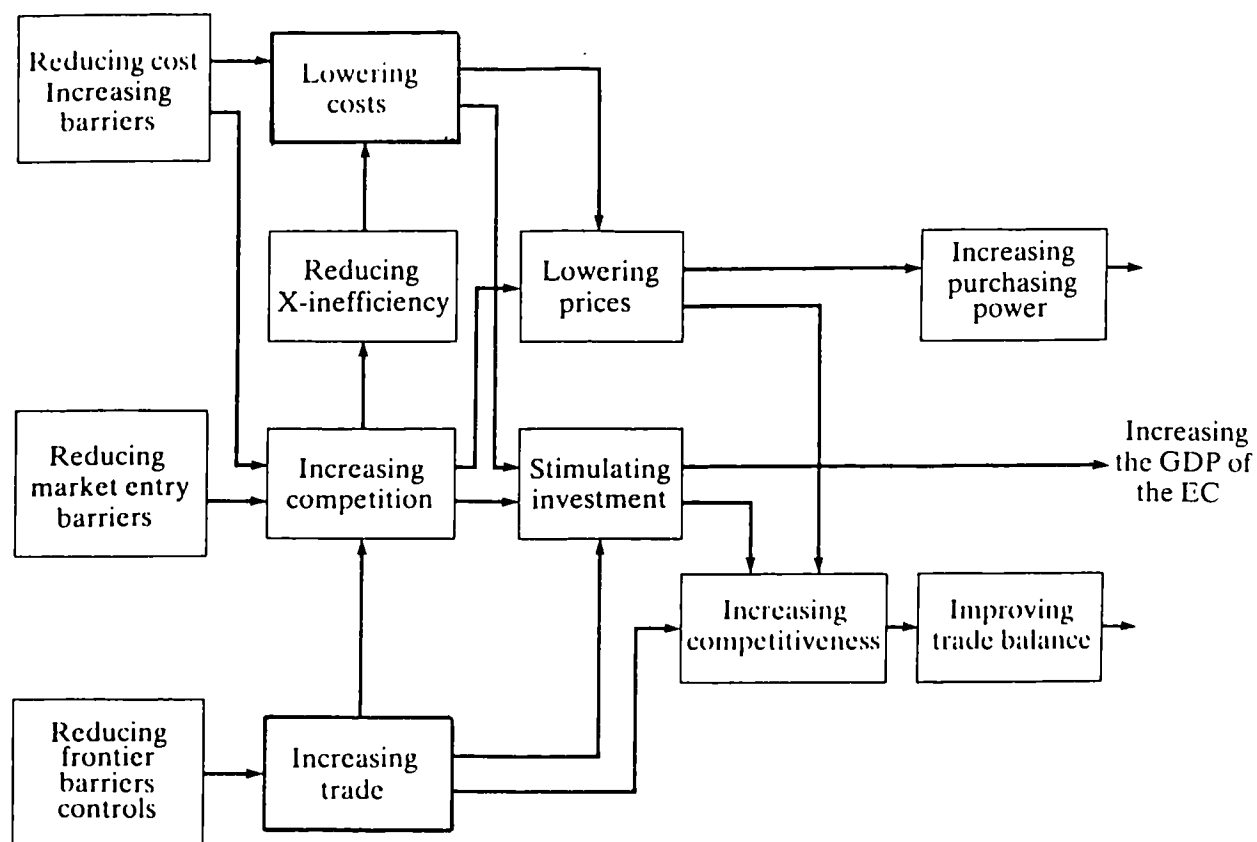 Reducing cost
Increasing
barriers
Lowering
costs
Reducing
X-inefficiency
Lowering
prices
Increasing
purchasing
power
Reducing
market entry
barriers
Increasing
competition
Stimulating
investment
Increasing
the GDP of
the EC
Increasing
competitiveness
Improving
trade balance
Reducing
frontier
barriers
controls
Increasing
trade